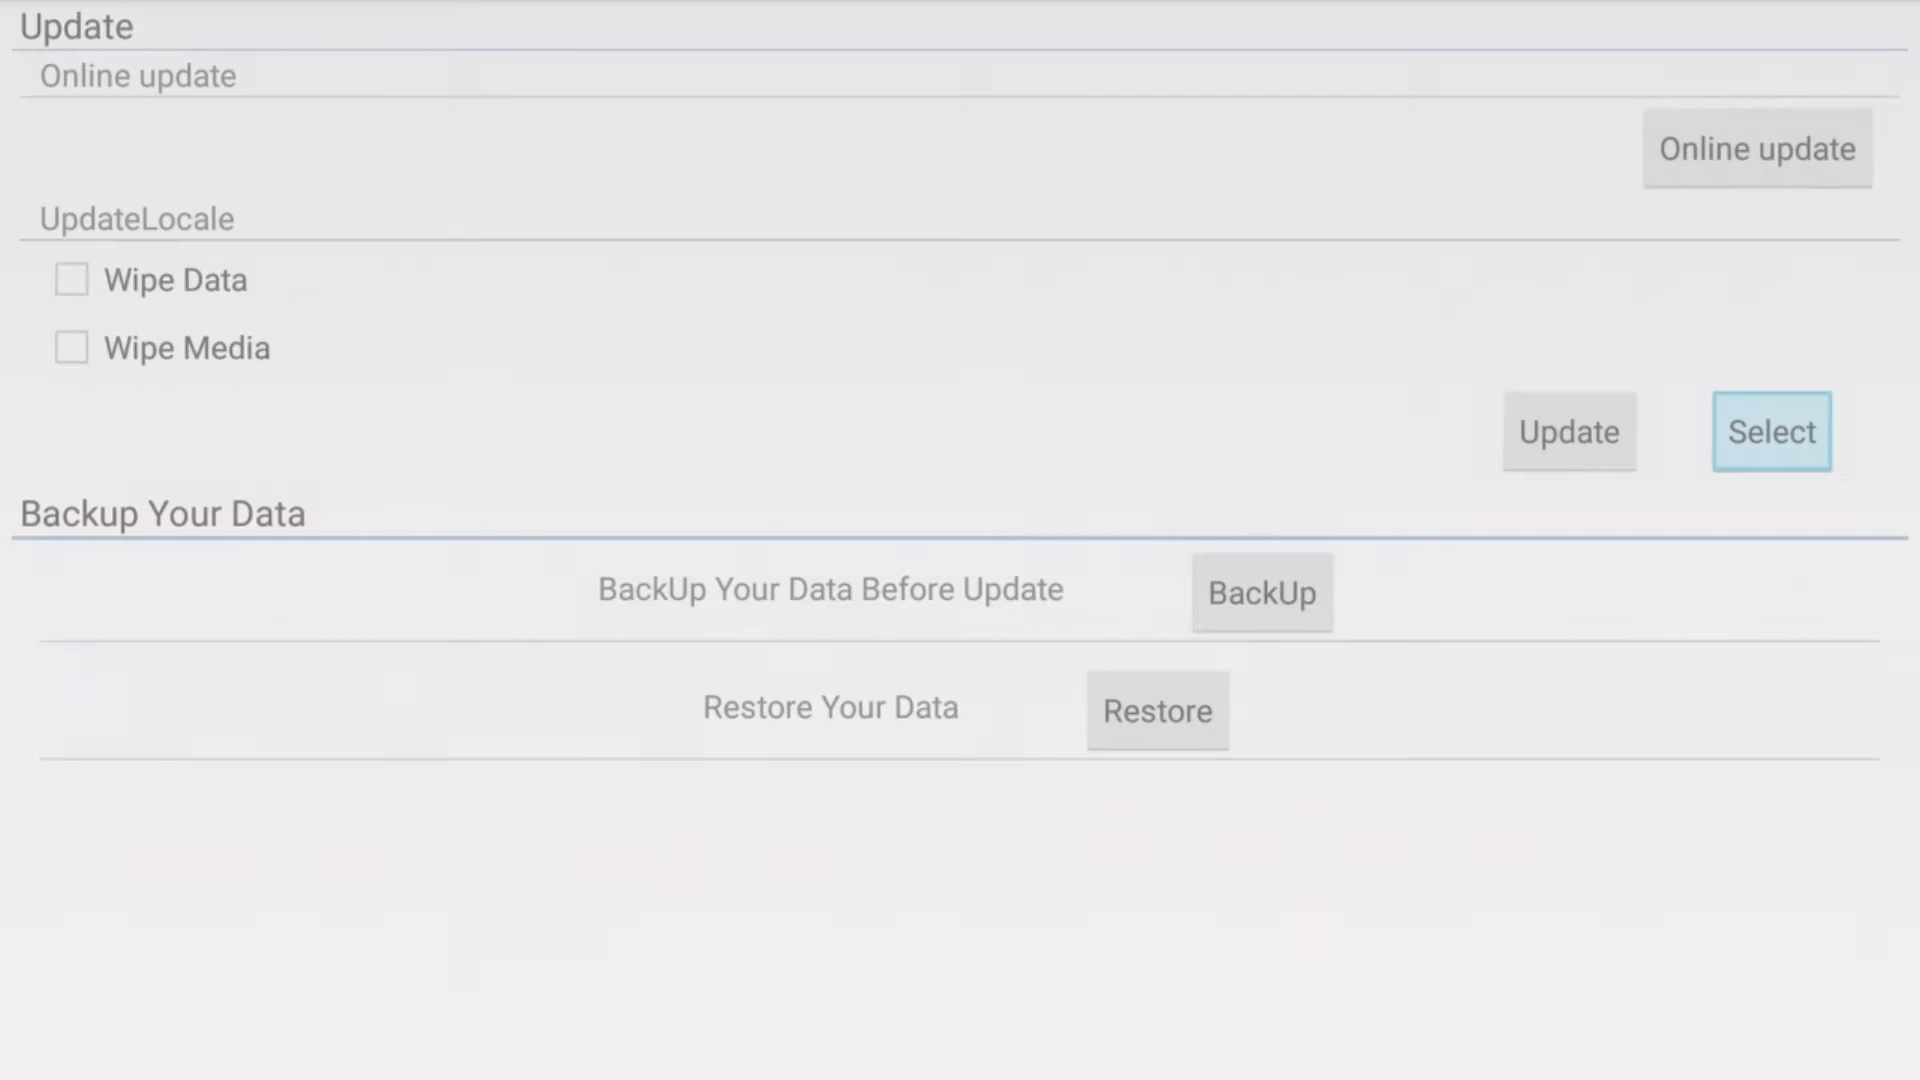 Update
Online update
Online update
UpdateLocale
Wipe Data
Wipe Media
Update Select
Backup Your Data
BackUp Your Data Before Update BackUp
Restore Your Data Restore